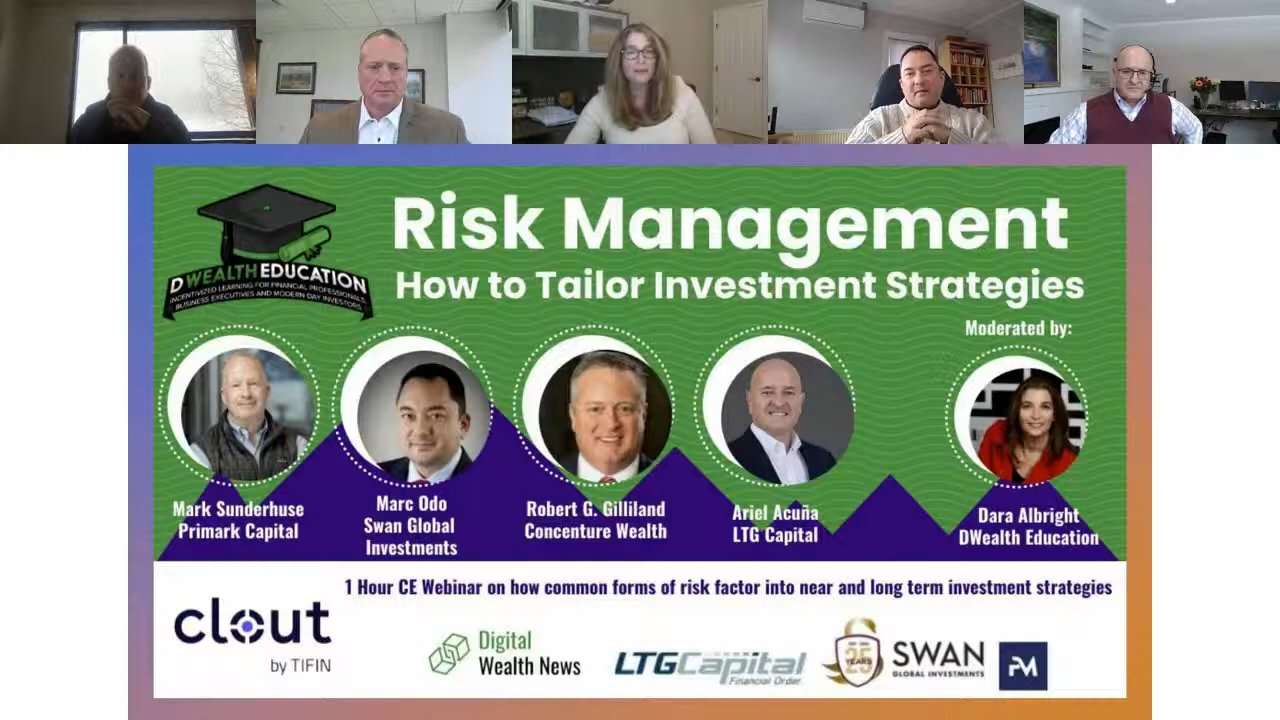 Risk Management
How to Tailor Investment Strategies
DWEALTH EDUCATION
INCENTIVIZED LEARNING FOR FINANCIAL PROFESSIONALS,
BUSINESS EXECUTIVES AND MODERN DAY INVESTORS
Moderated by:
Mark Sunderhuse
Primark Capital
Marc Odo
Swan Global
Investments
Robert G. Gilliland
Concenture Wealth
Ariel Acuña
LTG Capital
Dara Albright
DWealth Education
1 Hour CE Webinar on how common forms of risk factor into near and long term investment strategies
clout
by TIFIN
Digital
Wealth News
LTGCapital
Financial Order
25
YEARS
SWAN
GLOBAL INVESTMENTS
PM